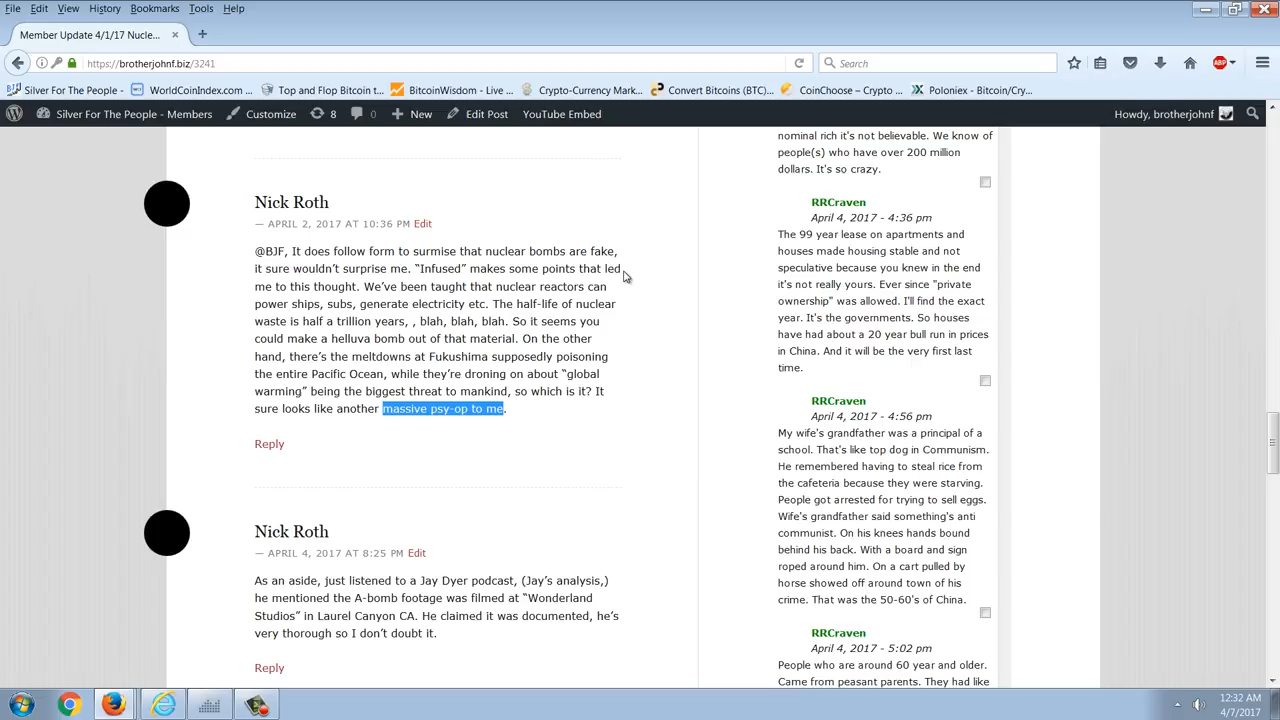 File Edit View History Bookmarks Tools Help
Member Update 4/1/17 Nucle...
https://brotherjohnf.biz/3241
Search
Silver For The People -
WorldCoinIndex.com ...
Top and Flop Bitcoin t...
BitcoinWisdom - Live ...
Crypto-Currency Mark...
Convert Bitcoins (BTC)...
CoinChoose – Crypto ...
Poloniex - Bitcoin/Cry...
Silver For The People - Members
Customize
8
0
New
Edit Post
YouTube Embed
Howdy, brotherjohnf
Nick Roth
— APRIL 2, 2017 AT 10:36 PM Edit
@BJF, It does follow form to surmise that nuclear bombs are fake,
it sure wouldn’t surprise me. “Infused” makes some points that led
me to this thought. We’ve been taught that nuclear reactors can
power ships, subs, generate electricity etc. The half-life of nuclear
waste is half a trillion years, , blah, blah, blah. So it seems you
could make a helluva bomb out of that material. On the other
hand, there’s the meltdowns at Fukushima supposedly poisoning
the entire Pacific Ocean, while they’re droning on about “global
warming” being the biggest threat to mankind, so which is it? It
sure looks like another massive psy-op to me.
Reply
Nick Roth
— APRIL 4, 2017 AT 8:25 PM Edit
As an aside, just listened to a Jay Dyer podcast, (Jay’s analysis,)
he mentioned the A-bomb footage was filmed at “Wonderland
Studios” in Laurel Canyon CA. He claimed it was documented, he’s
very thorough so I don’t doubt it.
Reply
nominal rich it's not believable. We know of
people(s) who have over 200 million
dollars. It's so crazy.
RRCraven
April 4, 2017 - 4:36 pm
The 99 year lease on apartments and
houses made housing stable and not
speculative because you knew in the end
it's not really yours. Ever since "private
ownership" was allowed. I'll find the exact
year. It's the governments. So houses
have had about a 20 year bull run in prices
in China. And it will be the very first last
time.
RRCraven
April 4, 2017 - 4:56 pm
My wife's grandfather was a principal of a
school. That's like top dog in Communism.
He remembered having to steal rice from
the cafeteria because they were starving.
People got arrested for trying to sell eggs.
Wife's grandfather said something's anti
communist. On his knees hands bound
behind his back. With a board and sign
roped around him. On a cart pulled by
horse showed off around town of his
crime. That was the 50-60's of China.
RRCraven
April 4, 2017 - 5:02 pm
People who are around 60 year and older.
Came from peasant parents. They had like
12:32 AM
4/7/2017